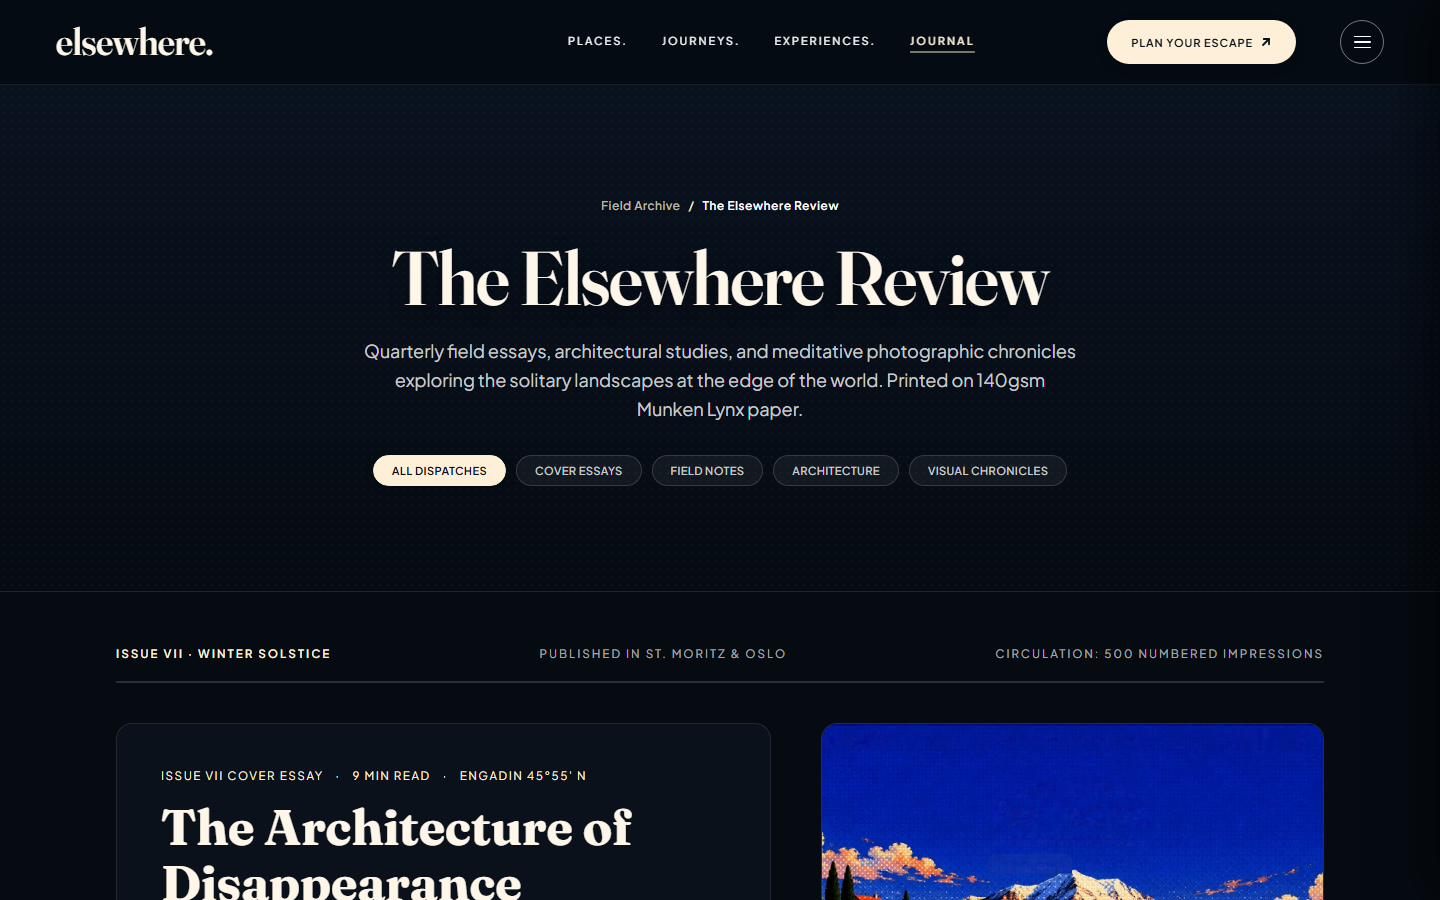 elsewhere.
PLACES.
JOURNEYS.
EXPERIENCES.
JOURNAL
PLAN YOUR ESCAPE
Field Archive / The Elsewhere Review
The Elsewhere Review
Quarterly field essays, architectural studies, and meditative photographic chronicles
exploring the solitary landscapes at the edge of the world. Printed on 140gsm
Munken Lynx paper.
ALL DISPATCHES
COVER ESSAYS
FIELD NOTES
ARCHITECTURE
VISUAL CHRONICLES
ISSUE VII · WINTER SOLSTICE
PUBLISHED IN ST. MORITZ & OSLO
CIRCULATION: 500 NUMBERED IMPRESSIONS
ISSUE VII COVER ESSAY · 9 MIN READ · ENGADIN 45°55' N
The Architecture of
Disappearance